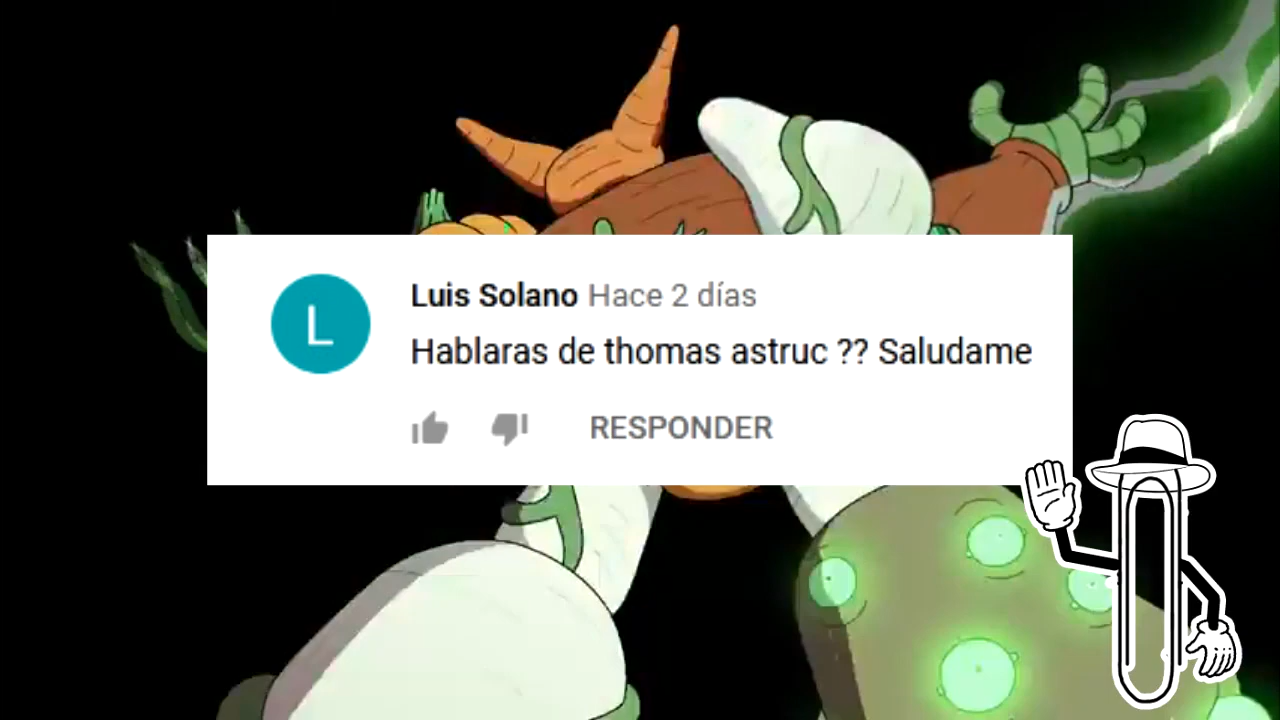 L
Luis Solano Hace 2 días
Hablaras de thomas astruc ?? Saludame
RESPONDER